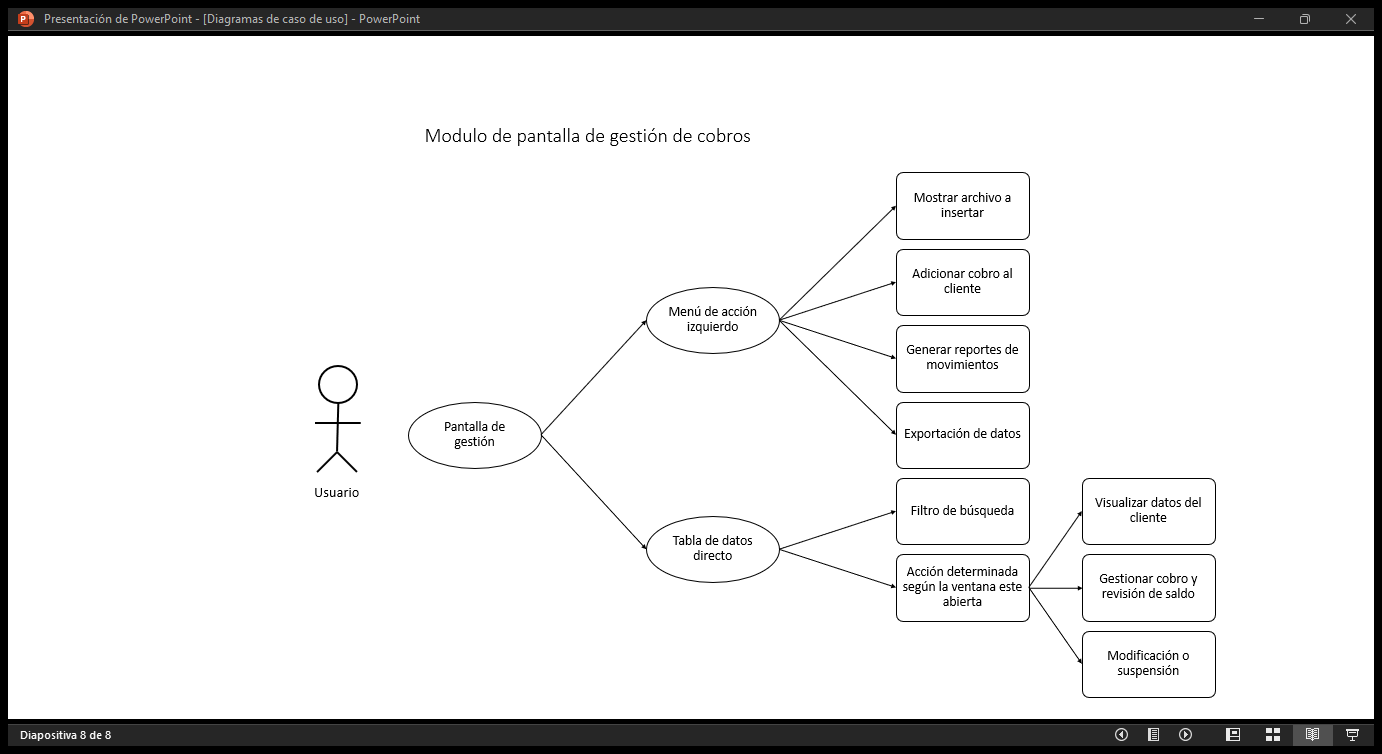 Presentación de PowerPoint - [Diagramas de caso de uso] - PowerPoint
Modulo de pantalla de gestión de cobros
Mostrar archivo a
insertar
Adicionar cobro al
cliente
Menú de acción
izquierdo
Generar reportes de
movimientos
Exportación de datos
Pantalla de
gestión
Usuario
Filtro de búsqueda
Visualizar datos del
cliente
Tabla de datos
directo
Acción determinada
según la ventana este
abierta
Gestionar cobro y
revisión de saldo
Modificación o
suspensión
Diapositiva 8 de 8